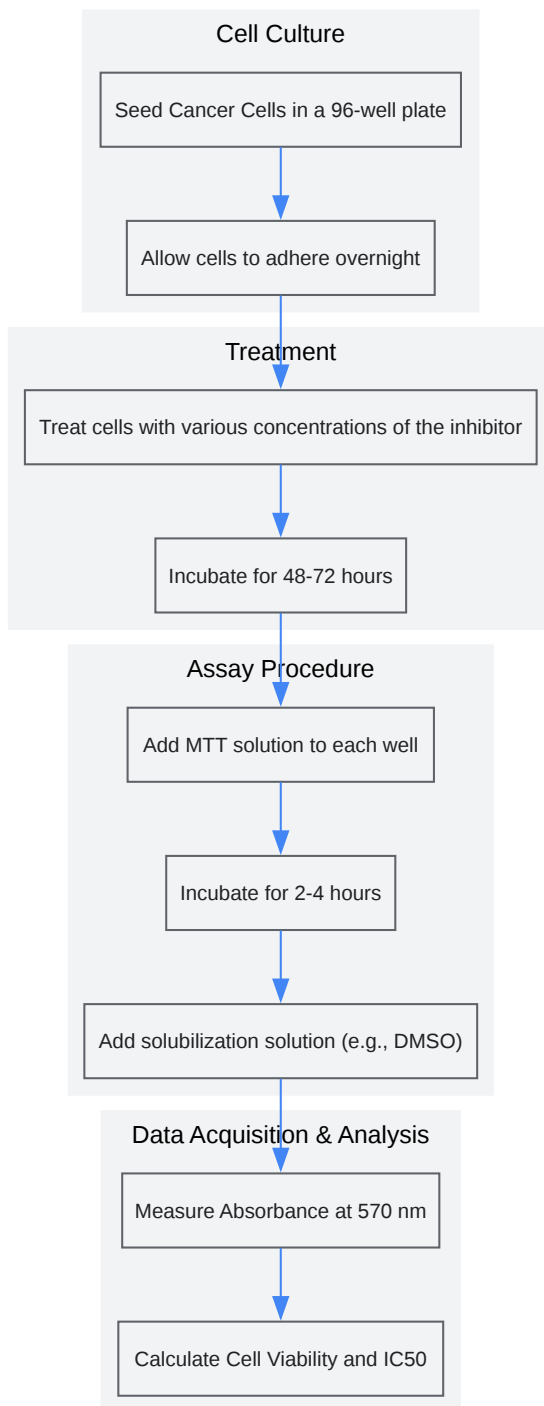 Cell Culture
Seed Cancer Cells in a 96-well plate
Allow cells to adhere overnight
Treatment
Treat cells with various concentrations of the inhibitor
Incubate for 48-72 hours
Assay Procedure
Add MTT solution to each well
Incubate for 2-4 hours
Add solubilization solution (e.g., DMSO)
Data Acquisition & Analysis
Measure Absorbance at 570 nm
Calculate Cell Viability and IC50